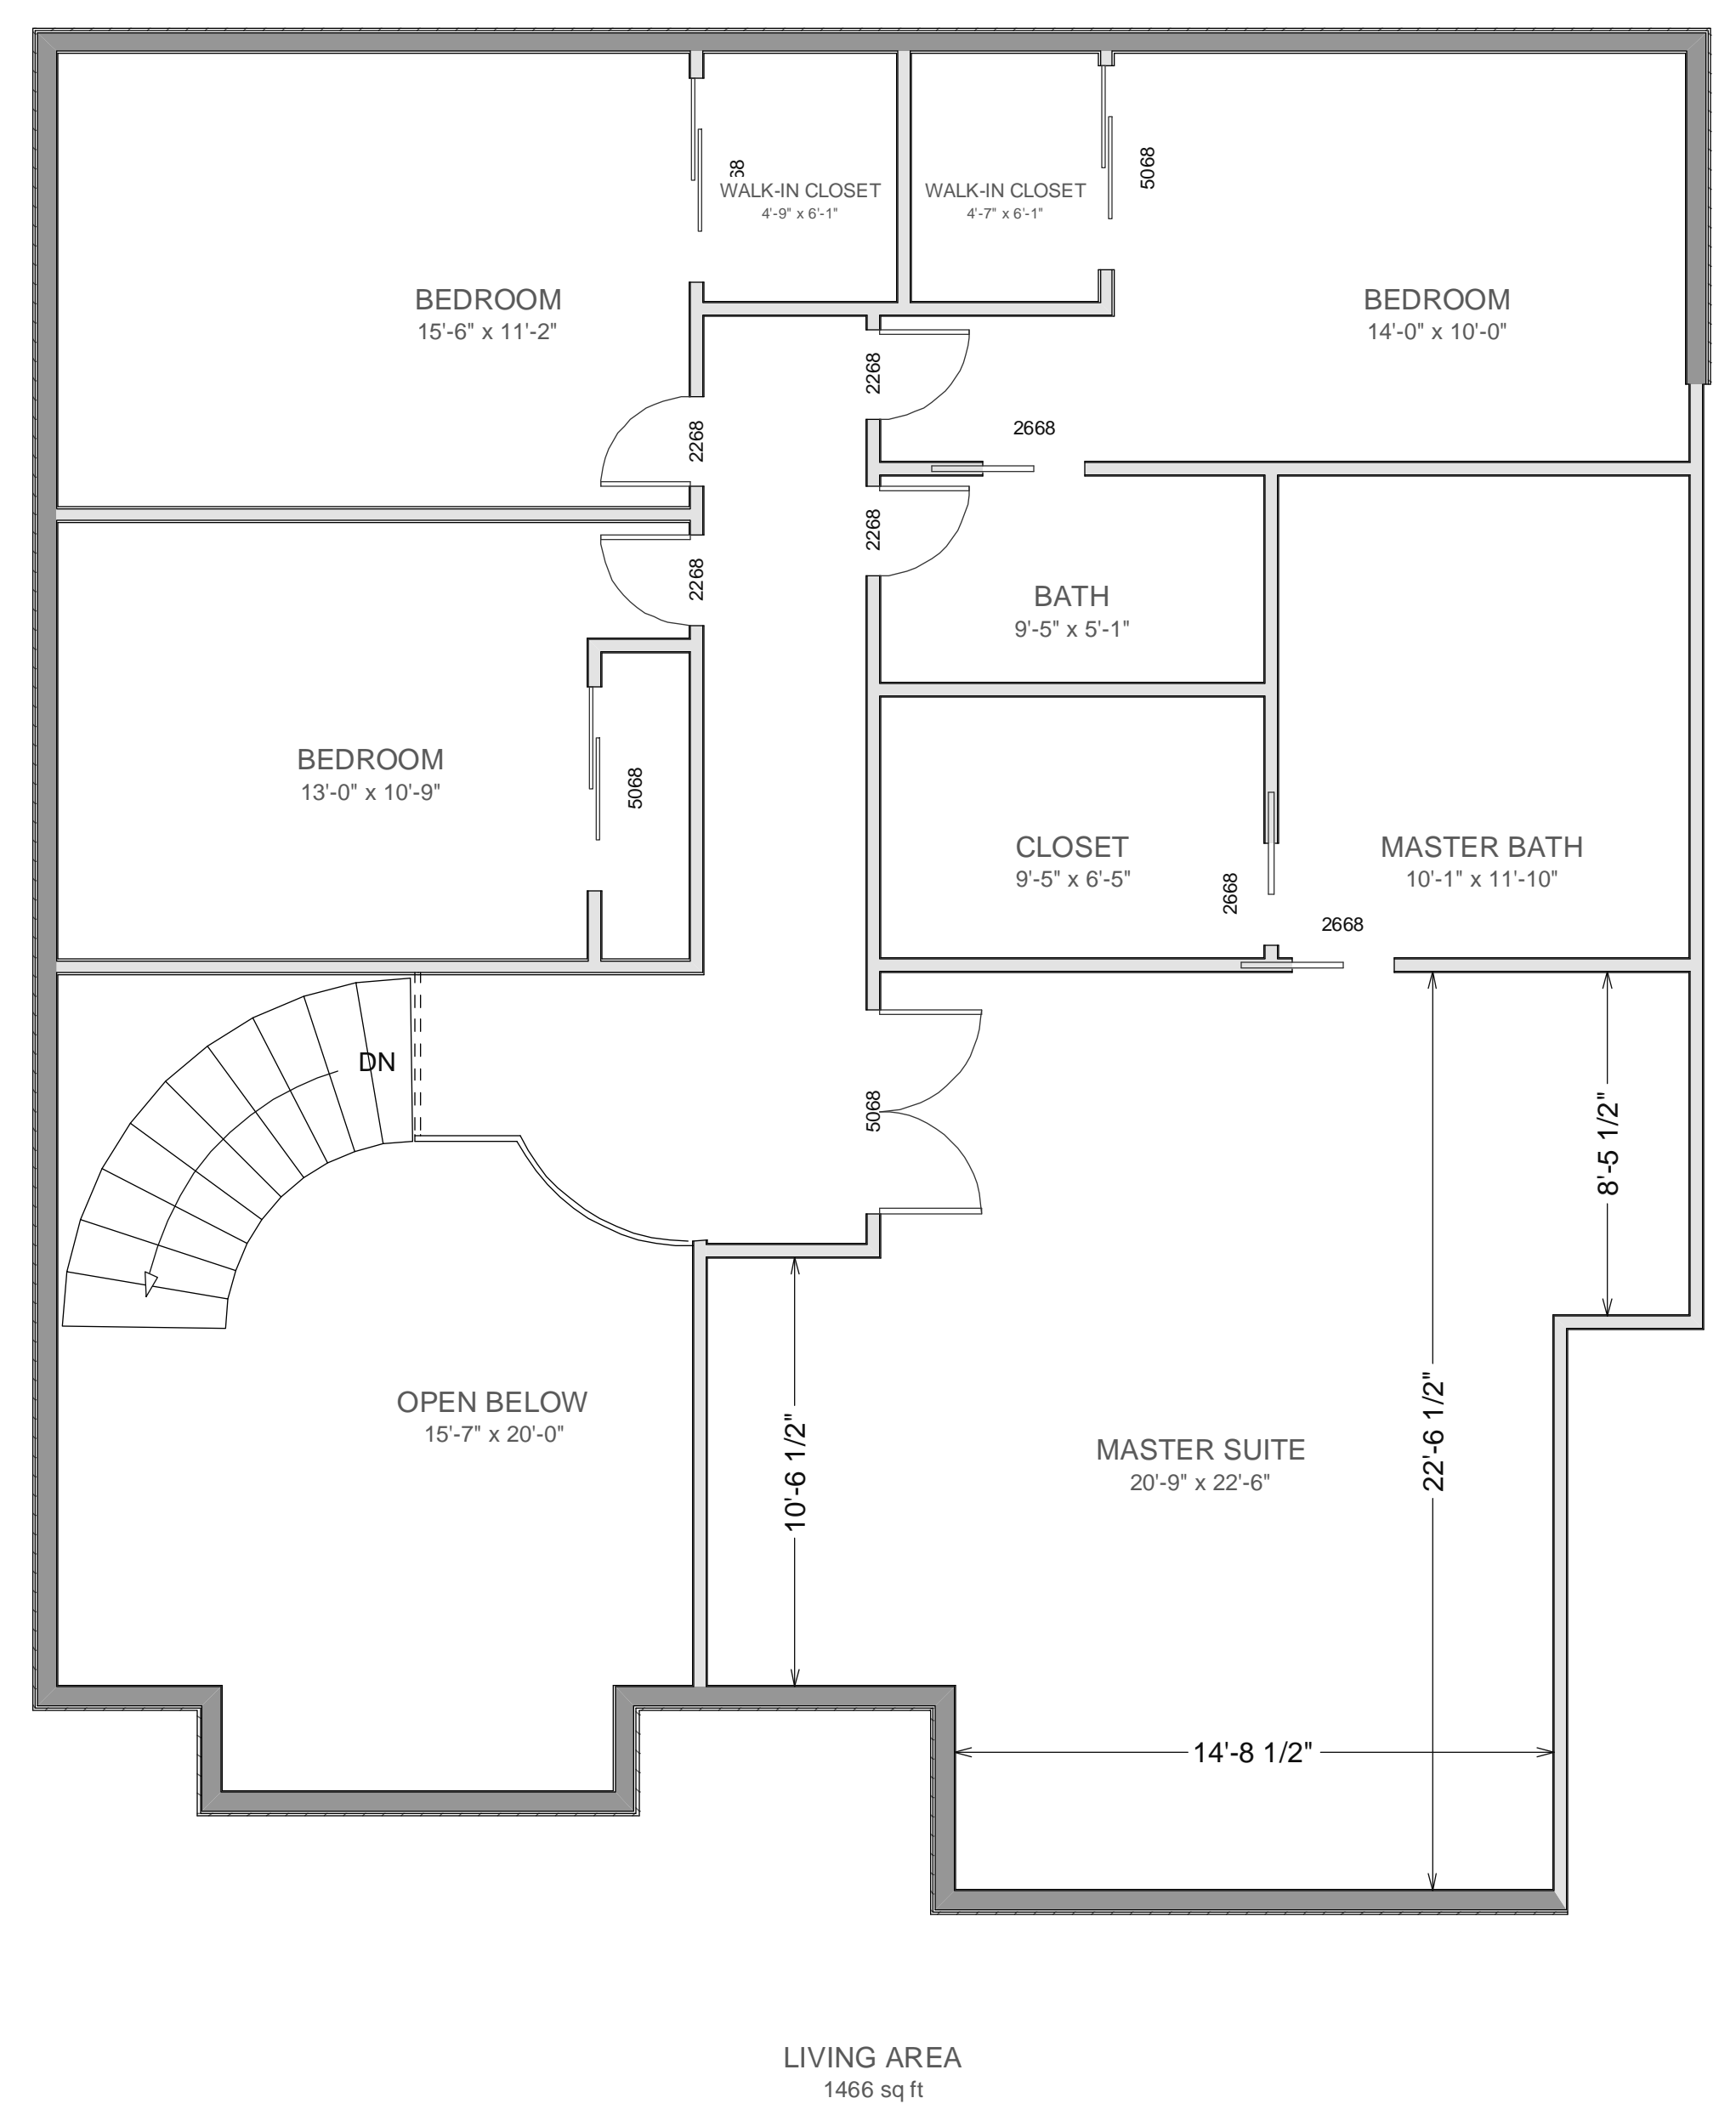 5068
WALK-IN CLOSET
4'-9" x 6'-1"
WALK-IN CLOSET
4'-7" x 6'-1"
BEDROOM
15'-6" x 11'-2"
BEDROOM
14'-0" x 10'-0"
2268
2268
2668
2268
2268
BATH
9'-5" x 5'-1"
BEDROOM
13'-0" x 10'-9"
5068
CLOSET
9'-5" x 6'-5"
MASTER BATH
10'-1" x 11'-10"
2668
2668
DN
5068
8'-5 1/2"
OPEN BELOW
15'-7" x 20'-0"
10'-6 1/2"
22'-6 1/2"
MASTER SUITE
20'-9" x 22'-6"
14'-8 1/2"
LIVING AREA
1466 sq ft